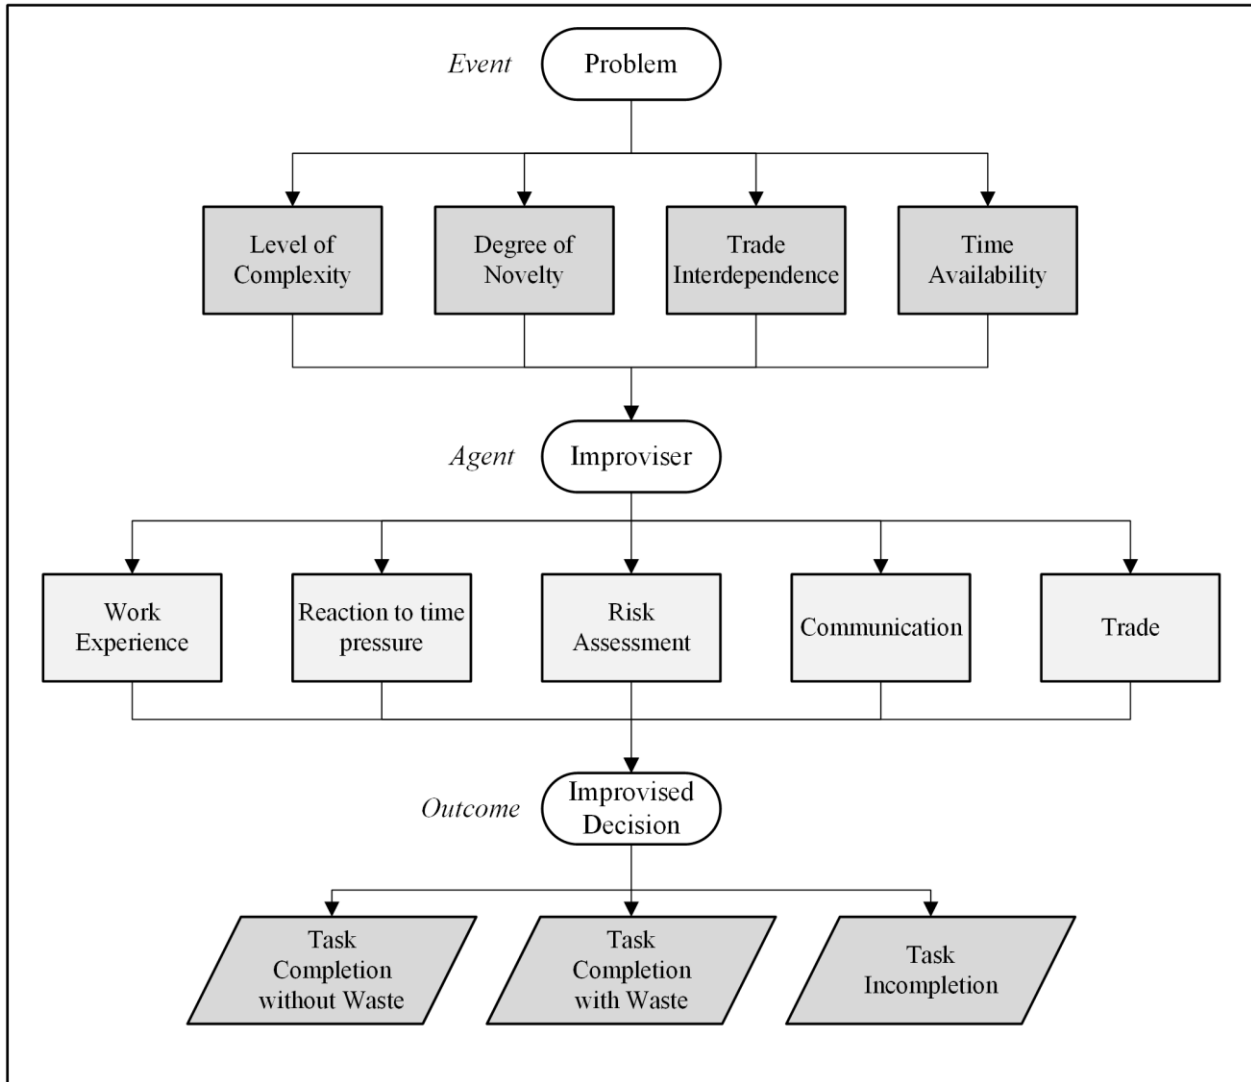 Event
Problem
Level of
Complexity
Degree of
Novelty
Trade
Interdependence
Time
Availability
Agent
Improviser
Work
Experience
Reaction to time
pressure
Risk
Assessment
Communication
Trade
Outcome
Improvised
Decision
Task
Completion
without Waste
Task
Completion
with Waste
Task
Incompletion